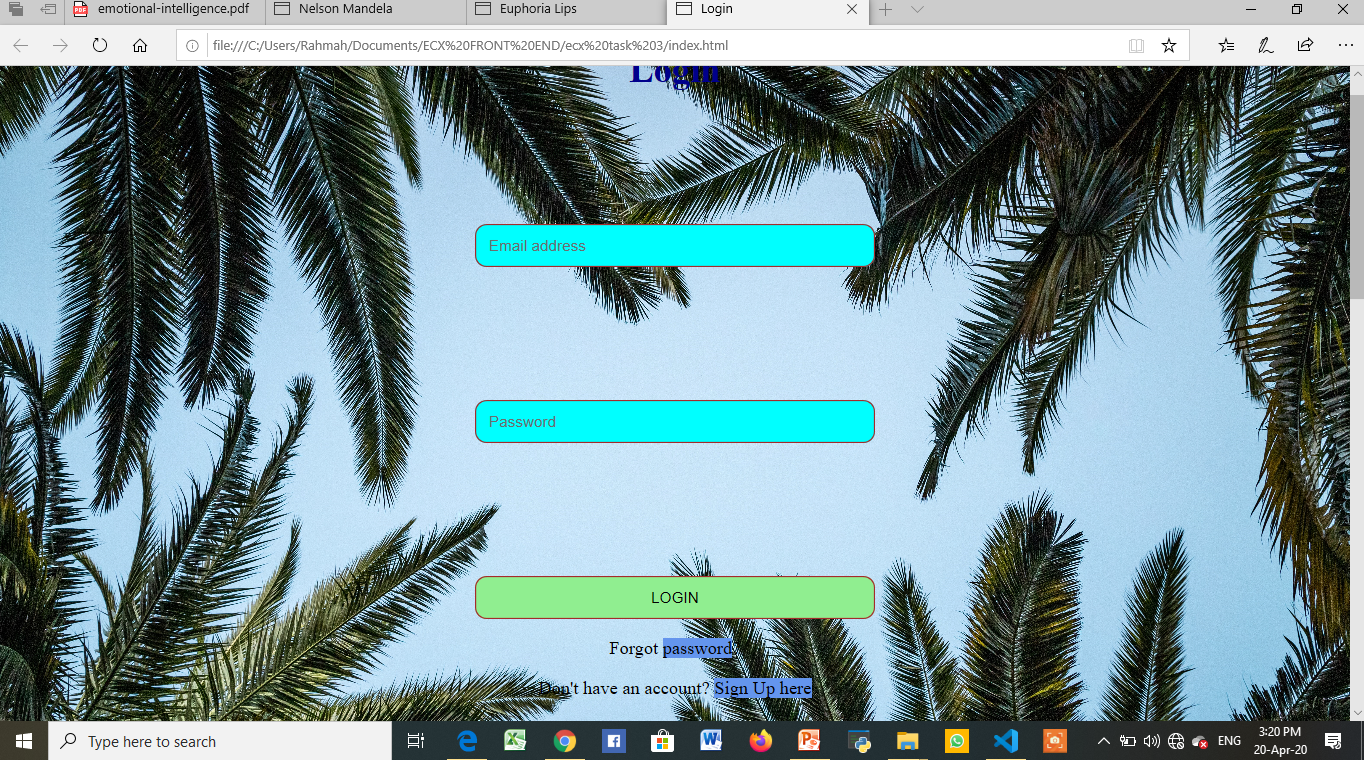 emotional-intelligence.pdf
Nelson Mandela
Euphoria Lips
Login
file:///C:/Users/Rahmah/Documents/ECX%20FRONT%20END/ecx%20task%203/index.html
Login
Email address
Password
LOGIN
Forgot password
Don't have an account? Sign Up here
Type here to search
ENG
3:20 PM
20-Apr-20